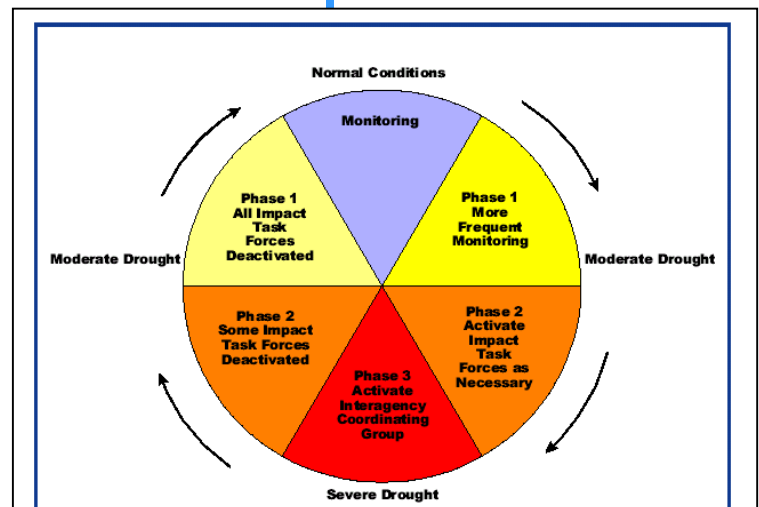 Normal Conditions
Monitoring
Phase 1
All Impact
Task
Forces
Deactivated
Phase 1
More
Frequent
Monitoring
Moderate Drought
Moderate Drought
Phase 2
Some Impact
Task Forces
Deactivated
Phase 2
Activate
Impact
Task
Forces as
Necessary
Phase 3
Activate
Interagency
Coordinating
Group
Severe Drought